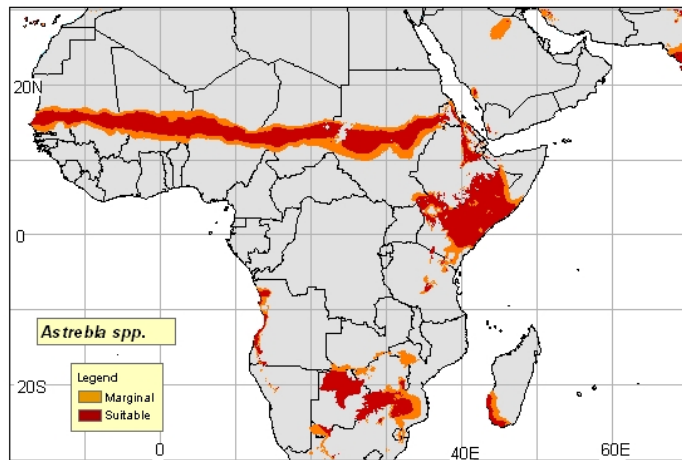 20N
0
Astrebla spp.
Legend
Marginal
Suitable
20S
0
40E
60E